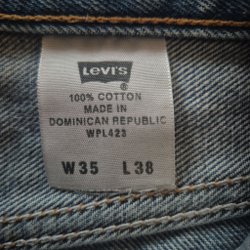 LEVI'S
®
100% COTTON
MADE IN
DOMINICAN REPUBLIC
WPL423
W35 L38